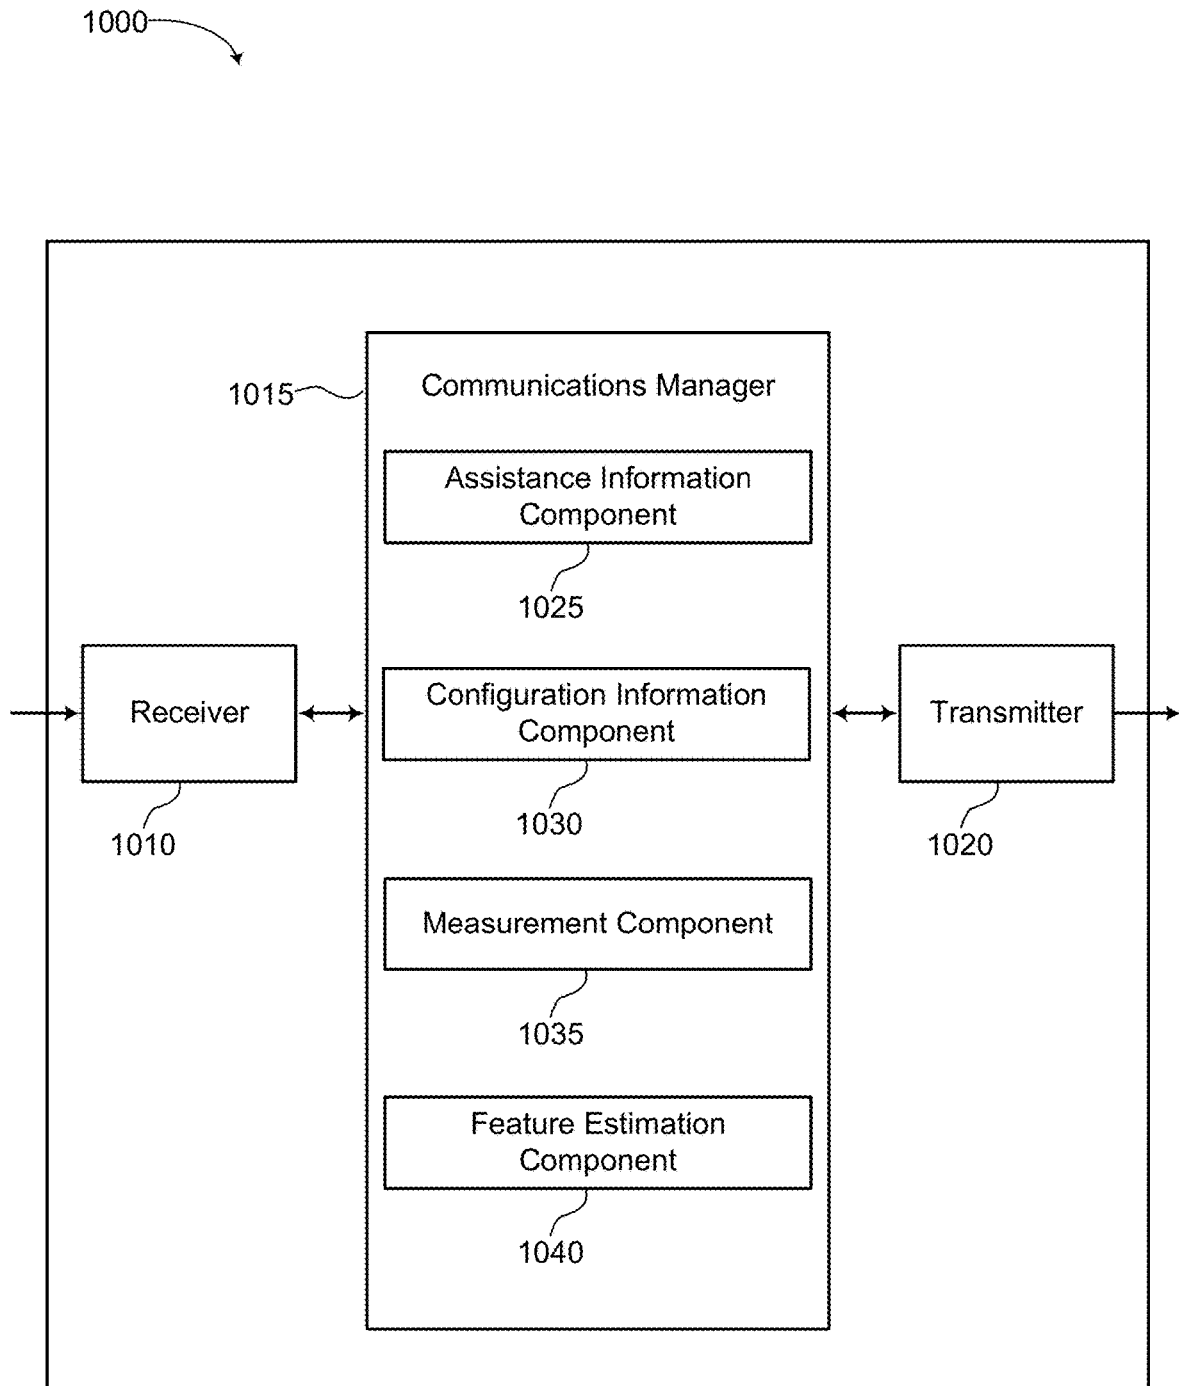 1000
1015
Communications Manager
Assistance Information
Component
1025
Receiver
1010
Configuration Information
Component
1030
Transmitter
1020
Measurement Component
1035
Feature Estimation
Component
1040